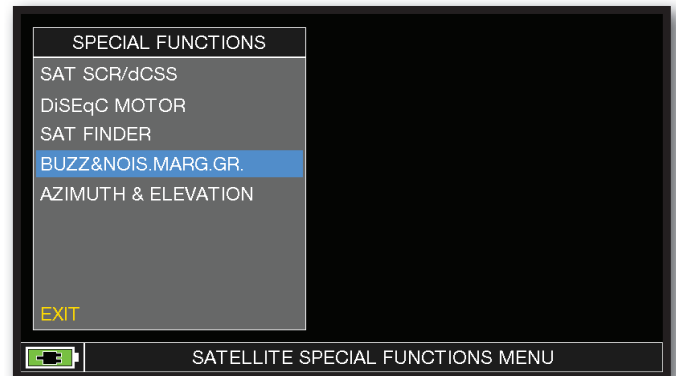 SPECIAL FUNCTIONS
SAT SCR/dCSS
DiSEqC MOTOR
SAT FINDER
BUZZ&NOIS.MARG.GR.
AZIMUTH & ELEVATION
EXIT
SATELLITE SPECIAL FUNCTIONS MENU